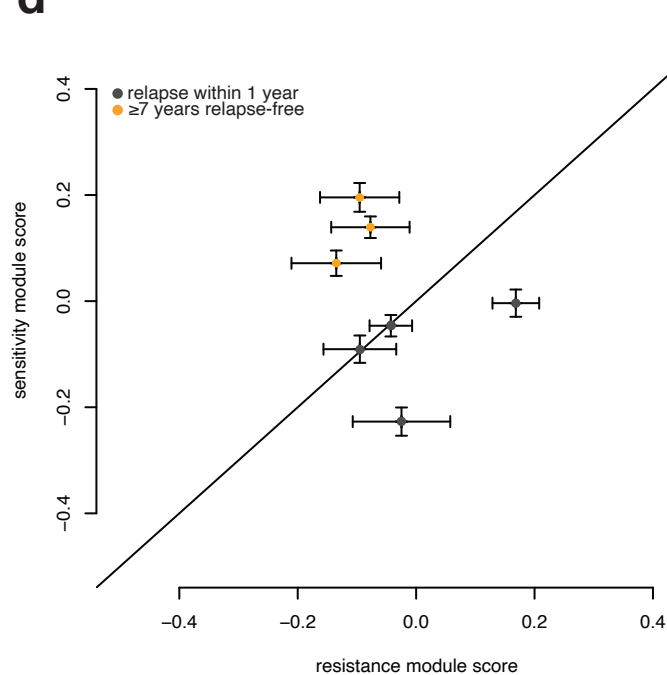 d
relapse within 1 year
≥7 years relapse-free
0.4
0.2
0.0
−0.2
−0.4
sensitivity module score
−0.4 −0.2 0.0 0.2 0.4
resistance module score